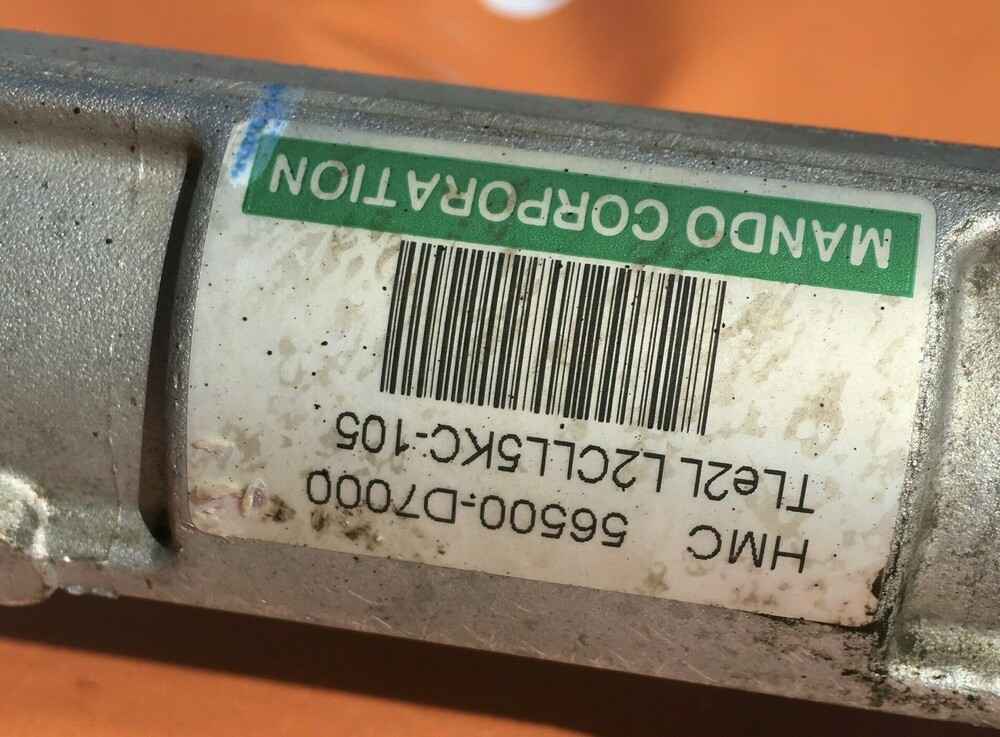 HMC 56500-D7000
TLe2L L2CLL5KC-105
MANDO CORPORATION